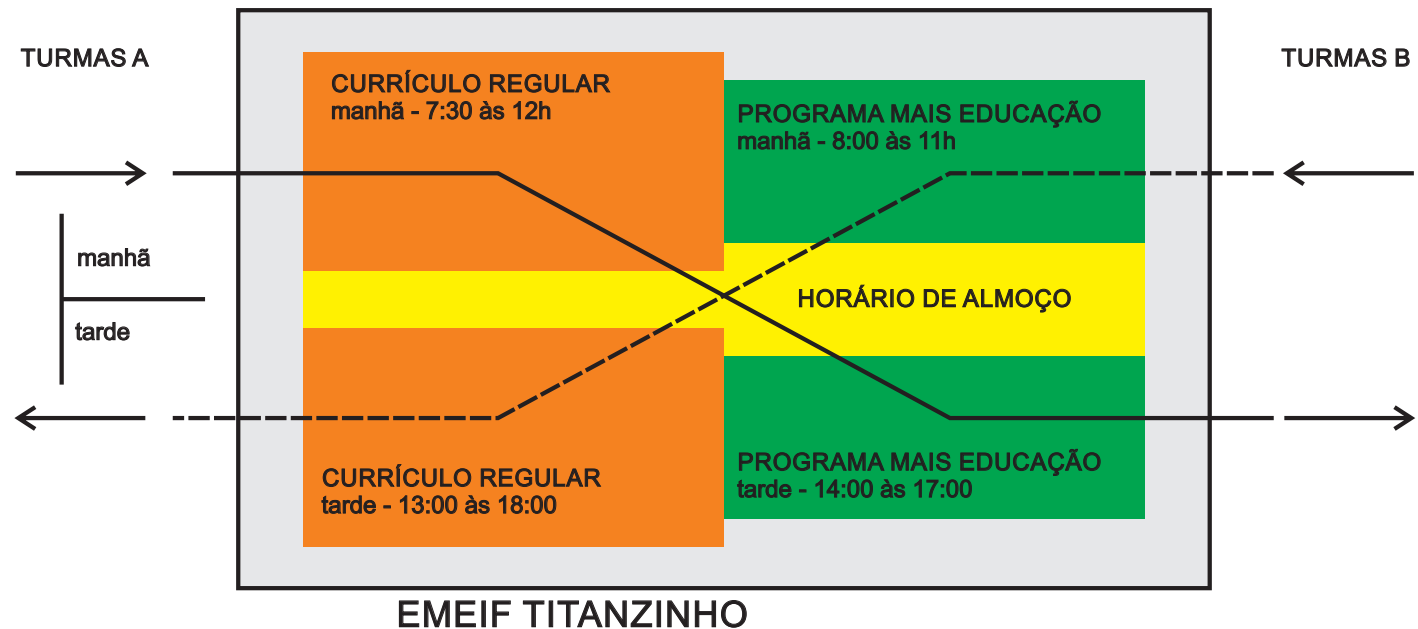 TURMAS A
TURMAS B
CURRÍCULO REGULAR
manhã - 7:30 às 12h
PROGRAMA MAIS EDUCAÇÃO
manhã - 8:00 às 11h
manhã
tarde
HORÁRIO DE ALMOÇO
CURRÍCULO REGULAR
tarde - 13:00 às 18:00
PROGRAMA MAIS EDUCAÇÃO
tarde - 14:00 às 17:00
EMEIF TITANZINHO